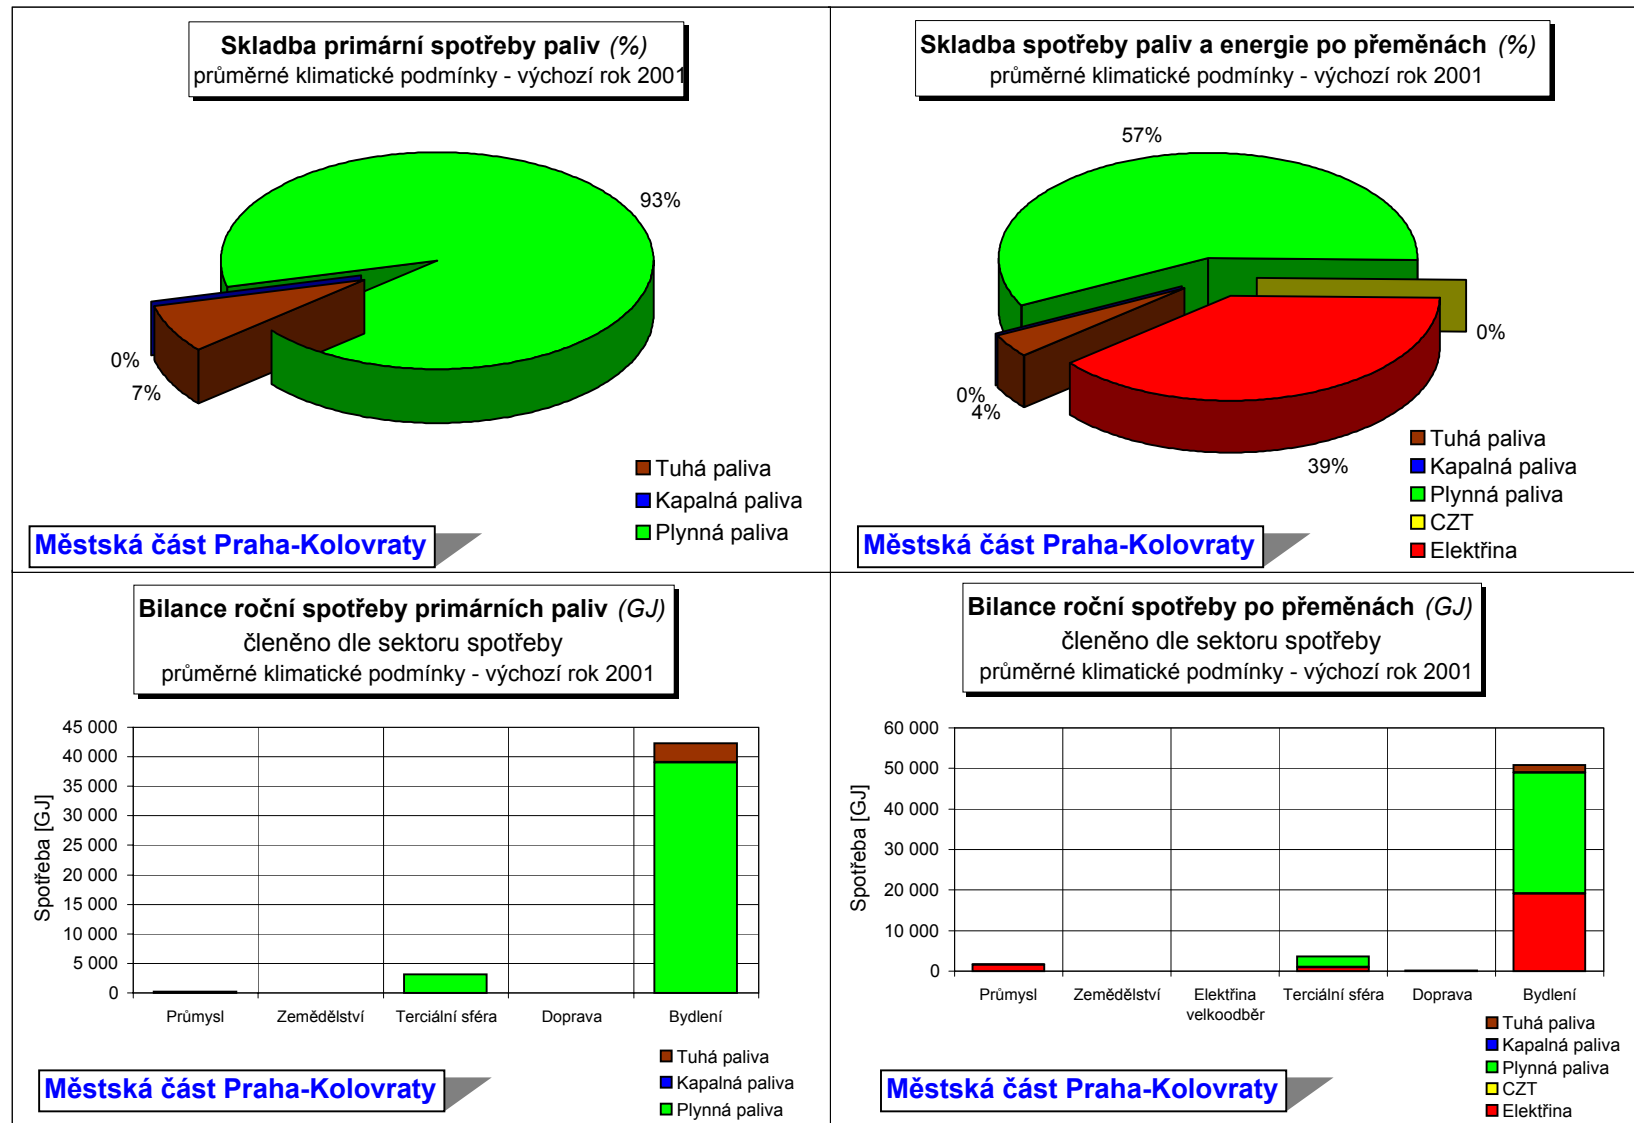 Skladba primární spotřeby paliv (%)
průměrné klimatické podmínky - výchozí rok 2001
93%
0%
7%
Tuhá paliva
Kapalná paliva
Plynná paliva
Městská část Praha-Kolovraty
Skladba spotřeby paliv a energie po přeměnách (%)
průměrné klimatické podmínky - výchozí rok 2001
57%
0%
0%
4%
39%
Tuhá paliva
Kapalná paliva
Plynná paliva
CZT
Elektřina
Městská část Praha-Kolovraty
Bilance roční spotřeby primárních paliv (GJ)
členěno dle sektoru spotřeby
průměrné klimatické podmínky - výchozí rok 2001
Spotřeba [GJ]
45 000
40 000
35 000
30 000
25 000
20 000
15 000
10 000
5 000
0
Průmysl Zemědělství Terciální sféra Doprava Bydlení
Tuhá paliva
Kapalná paliva
Plynná paliva
Městská část Praha-Kolovraty
Bilance roční spotřeby po přeměnách (GJ)
členěno dle sektoru spotřeby
průměrné klimatické podmínky - výchozí rok 2001
Spotřeba [GJ]
60 000
50 000
40 000
30 000
20 000
10 000
0
Průmysl Zemědělství Elektřina Terciální sféra Doprava Bydlení
velkoodběr
Tuhá paliva
Kapalná paliva
Plynná paliva
CZT
Elektřina
Městská část Praha-Kolovraty